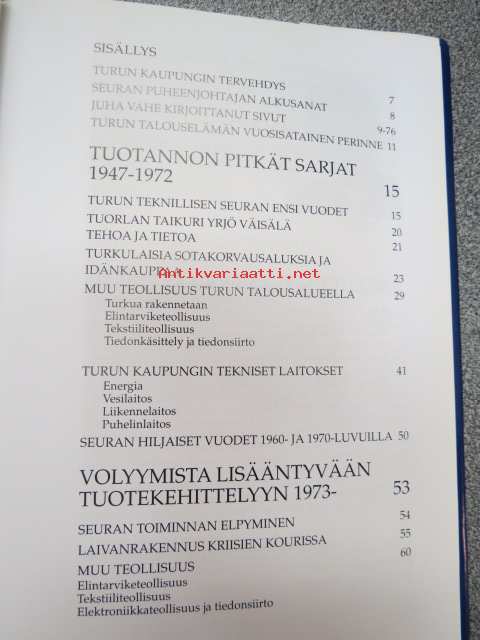 SISÄLLYS
TURUN KAUPUNGIN TERVEHDYS 7
SEURAN PUHEENJOHTAJAN ALKUSANAT 8
JUHA VAHE KIRJOITTANUT SIVUT 9-76
TURUN TALOUSELÄMÄN VUOSISATAINEN PERINNE 11
TUOTANNON PITKÄT SARJAT
1947-1972 15
TURUN TEKNILLISEN SEURAN ENSI VUODET 15
TUORLAN TAIKURI YRJÖ VÄISÄLÄ 20
TEHOA JA TIETOA 21
TURKULAISIA SOTAKORVAUSALUKSIA JA
IDÄNKAUPPAA 23
Antikvariaatti.net
MUU TEOLLISUUS TURUN TALOUSALUEELLA 29
Turkua rakennetaan
Elintarviketeollisuus
Tekstiiliteollisuus
Tiedonkäsittely ja tiedonsiirto
TURUN KAUPUNGIN TEKNISET LAITOKSET 41
Energia
Vesilaitos
Liikennelaitos
Puhelinlaitos
SEURAN HILJAISET VUODET 1960- JA 1970-LUVUILLA 50
VOLYYMISTA LISÄÄNTYVÄÄN
TUOTEKEHITTELYYN 1973- 53
SEURAN TOIMINNAN ELPYMINEN 54
LAIVANRAKENNUS KRIISIEN KOURISSA 55
MUU TEOLLISUUS 60
Elintarviketeollisuus
Tekstiiliteollisuus
Elektroniikkateollisuus ja tiedonsiirto